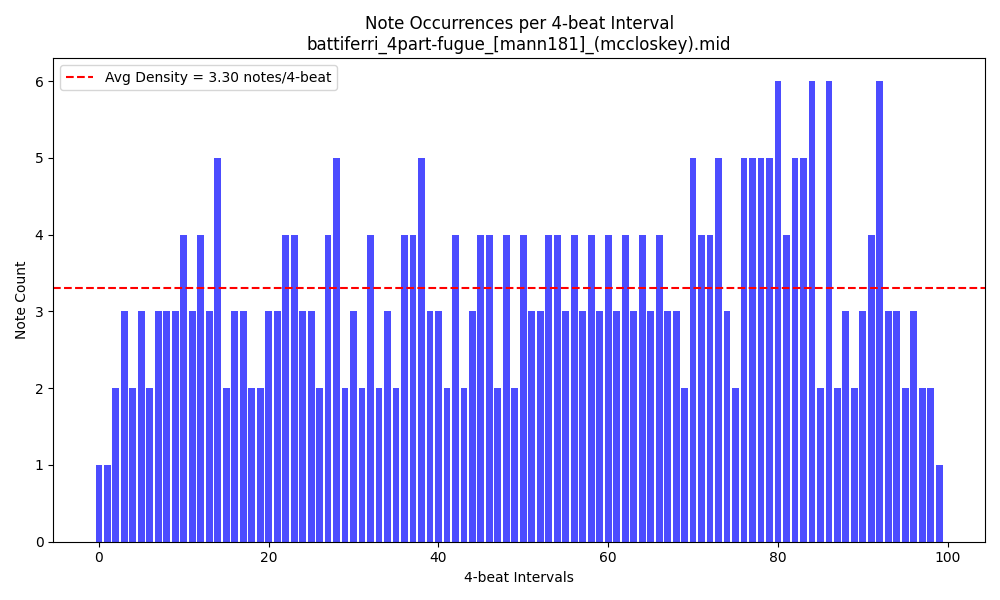 Note Occurrences per 4-beat Interval
battiferri_4part-fugue_[mann181]_(mccloskey).mid
Avg Density = 3.30 notes/4-beat
Note Count
6
5
4
3
2
1
0
0 20 40 60 80 100
4-beat Intervals